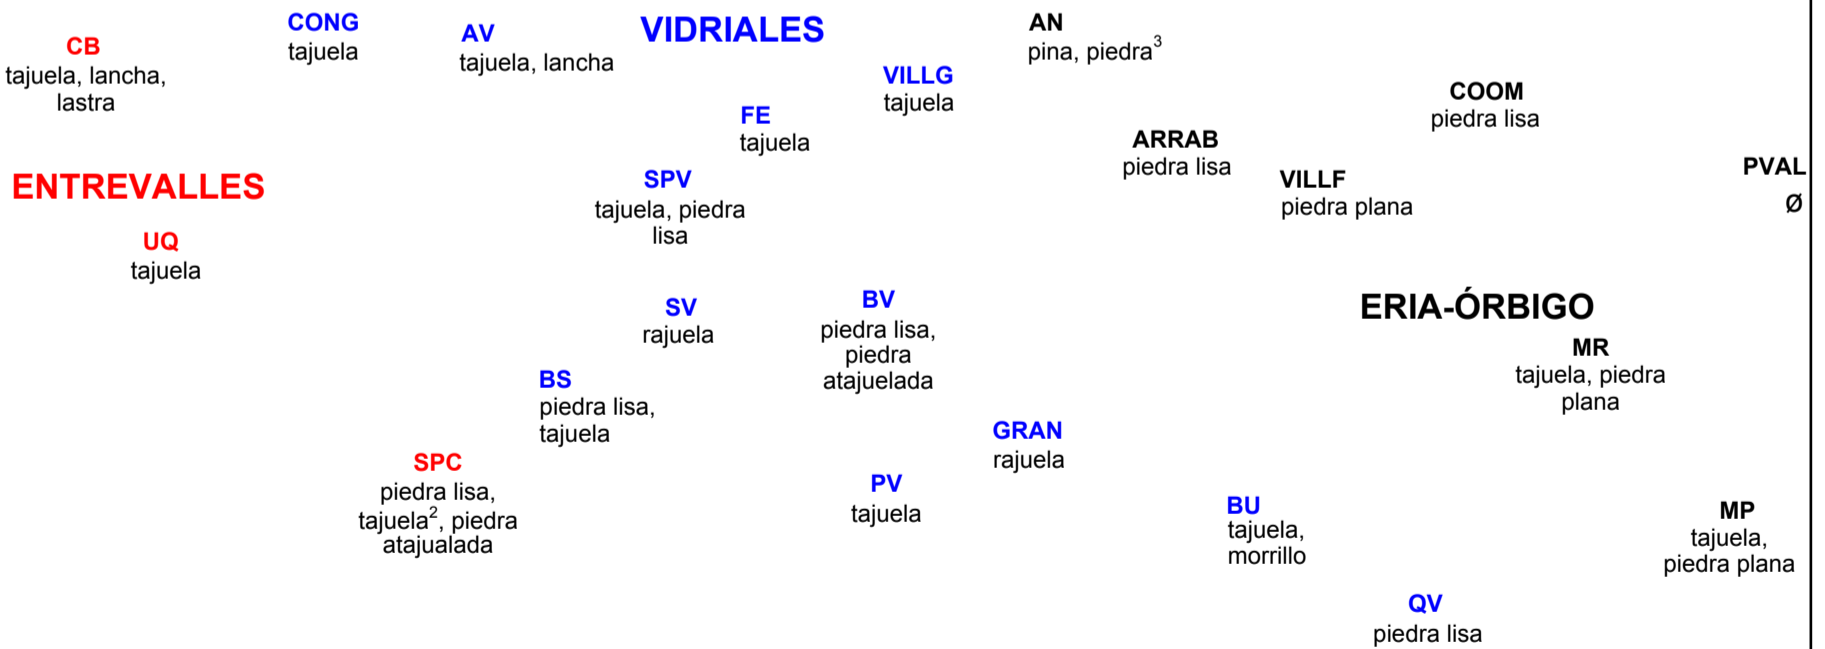 CB
tajuela, lancha,
lastra
CONG
tajuela
AV
tajuela, lancha
VIDRIALES
FE
tajuela
VILLG
tajuela
AN
pina, piedra³
ARRAB
piedra lisa
COOM
piedra lisa
VILLF
piedra plana
PVAL
Ø
ENTREVALLES
UQ
tajuela
SPV
tajuela, piedra
lisa
SV
rajuela
BV
piedra lisa,
piedra
atajuelada
ERIA-ÓRBIGO
MR
tajuela, piedra
plana
BS
piedra lisa,
tajuela
GRAN
rajuela
SPC
piedra lisa,
tajuela², piedra
atajualada
PV
tajuela
BU
tajuela,
morrillo
MP
tajuela,
piedra plana
QV
piedra lisa